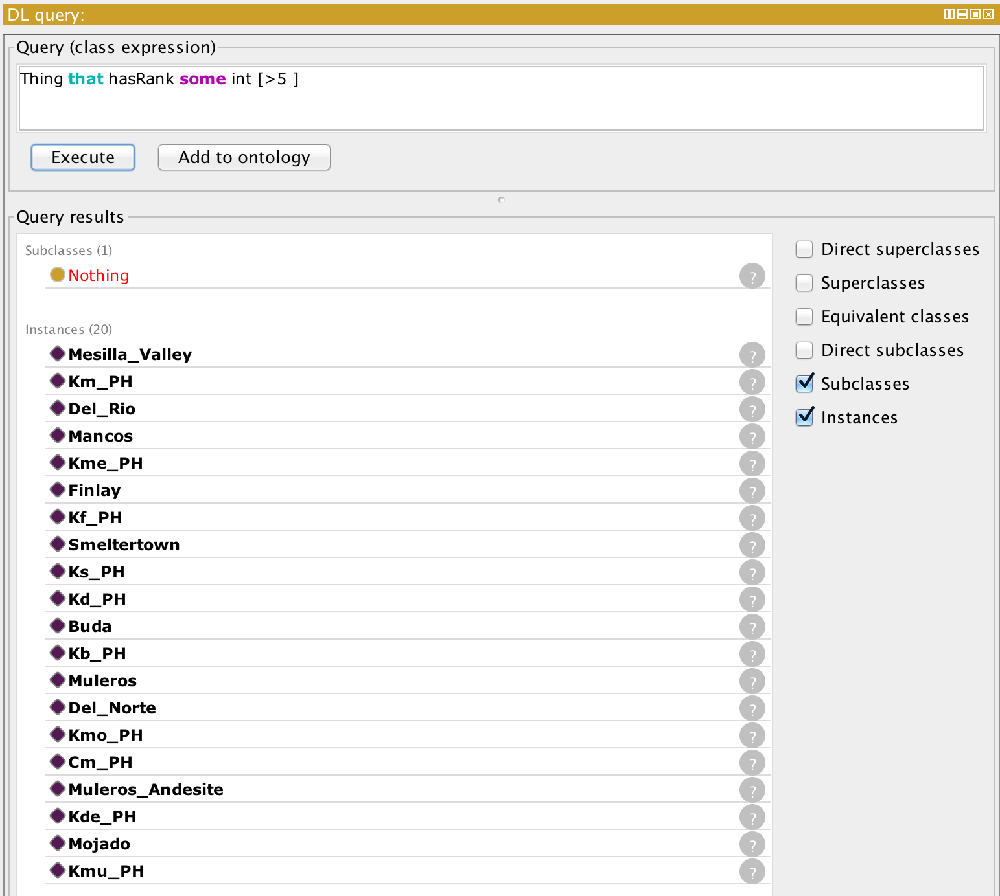 DL query:
Query (class expression)
Thing that hasRank some int [>5 ]
Execute
Add to ontology
Query results
Subclasses (1)
Nothing
?
Instances (20)
Mesilla_Valley
?
Km_PH
?
Del_Rio
?
Mancos
?
Kme_PH
?
Finlay
?
Kf_PH
?
Smeltertown
?
Ks_PH
?
Kd_PH
?
Buda
?
Kb_PH
?
Muleros
?
Del_Norte
?
Kmo_PH
?
Cm_PH
?
Muleros_Andesite
?
Kde_PH
?
Mojado
?
Kmu_PH
?
Direct superclasses
Superclasses
Equivalent classes
Direct subclasses
Subclasses
Instances